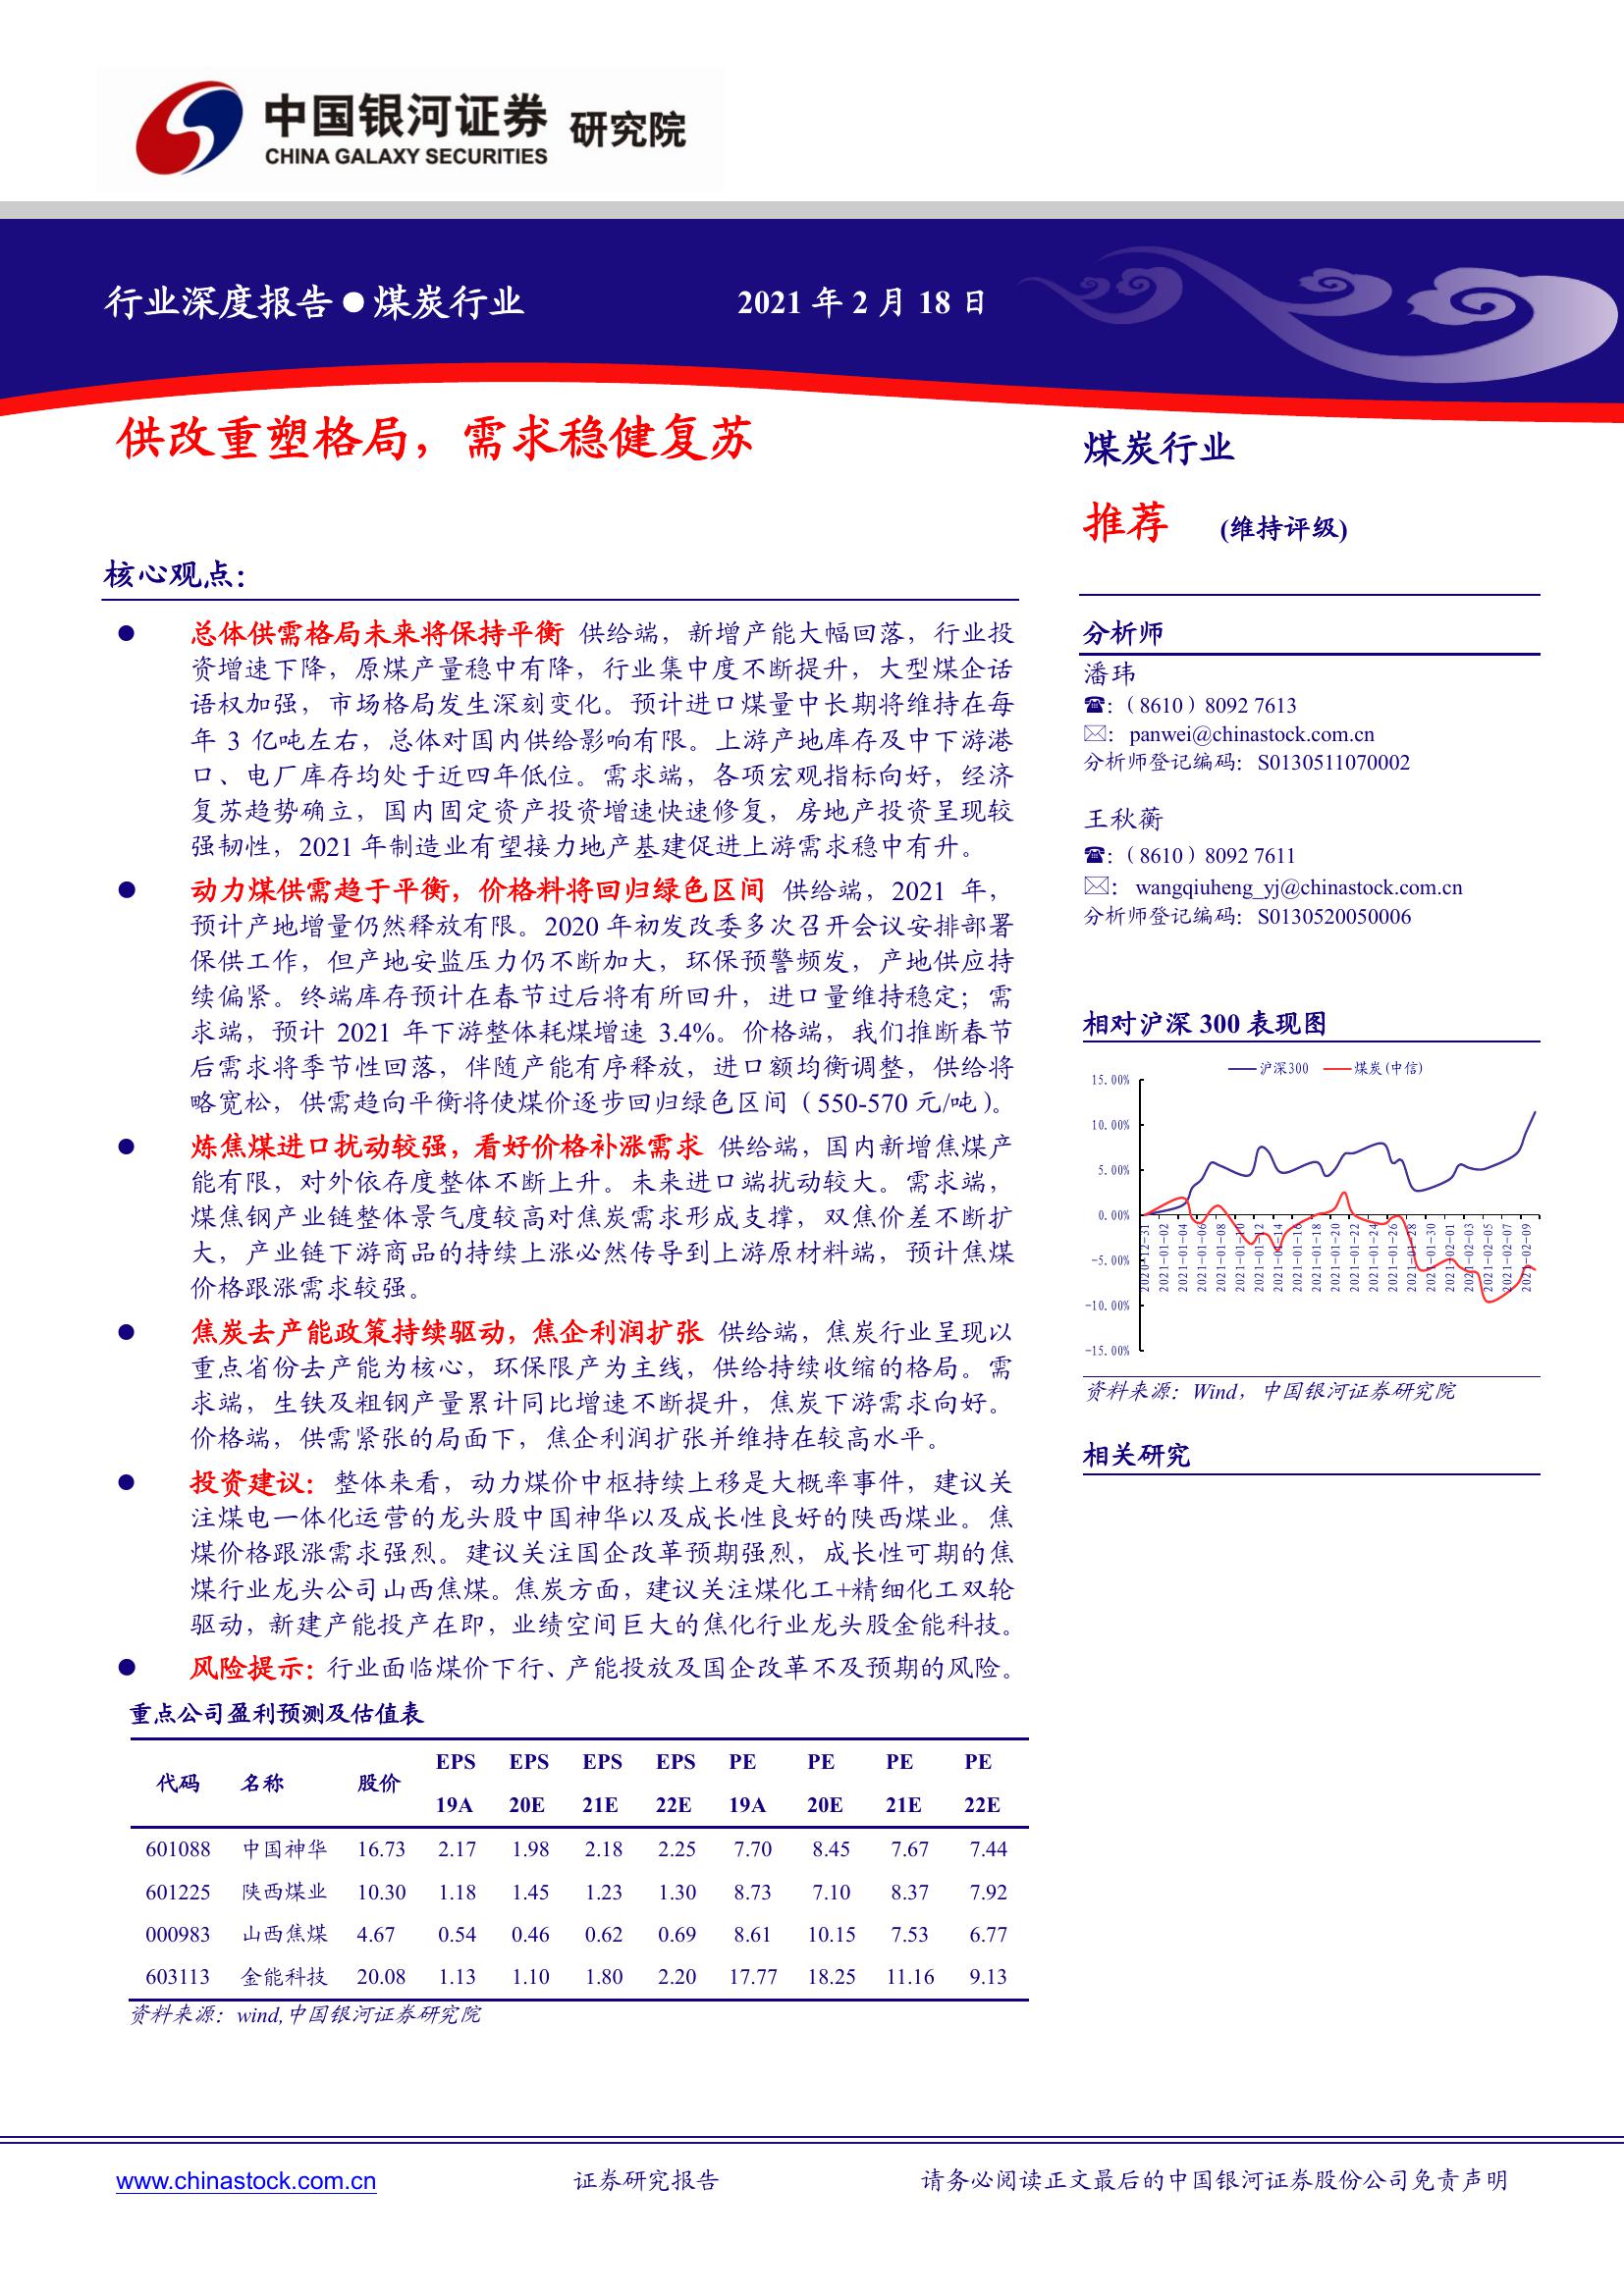 中国银河证券 研究院
CHINA GALAXY SECURITIES
行业深度报告●煤炭行业
2021 年 2 月 18 日
供改重塑格局，需求稳健复苏
核心观点：
● 总体供需格局未来将保持平衡 供给端，新增产能大幅回落，行业投
资增速下降，原煤产量稳中有降，行业集中度不断提升，大型煤企话
语权加强，市场格局发生深刻变化。预计进口煤量中长期将维持在每
年 3 亿吨左右，总体对国内供给影响有限。上游产地库存及中下游港
口、电厂库存均处于近四年低位。需求端，各项宏观指标向好，经济
复苏趋势确立，国内固定资产投资增速快速修复，房地产投资呈现较
强韧性，2021 年制造业有望接力地产基建促进上游需求稳中有升。
● 动力煤供需趋于平衡，价格料将回归绿色区间 供给端，2021 年，
预计产地增量仍然释放有限。2020 年初发改委多次召开会议安排部署
保供工作，但产地安监压力仍不断加大，环保预警频发，产地供应持
续偏紧。终端库存预计在春节过后将有所回升，进口量维持稳定；需
求端，预计 2021 年下游整体耗煤增速 3.4%。价格端，我们推断春节
后需求将季节性回落，伴随产能有序释放，进口额均衡调整，供给将
略宽松，供需趋向平衡将使煤价逐步回归绿色区间（550-570 元/吨）。
● 炼焦煤进口扰动较强，看好价格补涨需求 供给端，国内新增焦煤产
能有限，对外依存度整体不断上升。未来进口端扰动较大。需求端，
煤焦钢产业链整体景气度较高对焦炭需求形成支撑，双焦价差不断扩
大，产业链下游商品的持续上涨必然传导到上游原材料端，预计焦煤
价格跟涨需求较强。
● 焦炭去产能政策持续驱动，焦企利润扩张 供给端，焦炭行业呈现以
重点省份去产能为核心，环保限产为主线，供给持续收缩的格局。需
求端，生铁及粗钢产量累计同比增速不断提升，焦炭下游需求向好。
价格端，供需紧张的局面下，焦企利润扩张并维持在较高水平。
● 投资建议：整体来看，动力煤价中枢持续上移是大概率事件，建议关
注煤电一体化运营的龙头股中国神华以及成长性良好的陕西煤业。焦
煤价格跟涨需求强烈。建议关注国企改革预期强烈，成长性可期的焦
煤行业龙头公司山西焦煤。焦炭方面，建议关注煤化工+精细化工双轮
驱动，新建产能投产在即，业绩空间巨大的焦化行业龙头股金能科技。
● 风险提示：行业面临煤价下行、产能投放及国企改革不及预期的风险。
重点公司盈利预测及估值表
代码 名称 股价 EPS EPS EPS EPS PE PE PE PE
19A 20E 21E 22E 19A 20E 21E 22E
601088 中国神华 16.73 2.17 1.98 2.18 2.25 7.70 8.45 7.67 7.44
601225 陕西煤业 10.30 1.18 1.45 1.23 1.30 8.73 7.10 8.37 7.92
000983 山西焦煤 4.67 0.54 0.46 0.62 0.69 8.61 10.15 7.53 6.77
603113 金能科技 20.08 1.13 1.10 1.80 2.20 17.77 18.25 11.16 9.13
资料来源：wind,中国银河证券研究院
煤炭行业
推荐 (维持评级)
分析师
潘玮
☎:（8610）8092 7613
✉: panwei@chinastock.com.cn
分析师登记编码：S0130511070002
王秋蘅
☎:（8610）8092 7611
✉: wangqiuheng_yj@chinastock.com.cn
分析师登记编码：S0130520050006
相对沪深 300 表现图
沪深300 煤炭(中信)
15.00%
10.00%
5.00%
0.00%
-5.00%
-10.00%
-15.00%
2020-12-31
2021-01-02
2021-01-04
2021-01-06
2021-01-08
2021-01-10
2021-01-12
2021-01-14
2021-01-16
2021-01-18
2021-01-20
2021-01-22
2021-01-24
2021-01-26
2021-01-28
2021-01-30
2021-02-01
2021-02-03
2021-02-05
2021-02-07
2021-02-09
资料来源：Wind，中国银河证券研究院
相关研究
www.chinastock.com.cn
证券研究报告
请务必阅读正文最后的中国银河证券股份公司免责声明